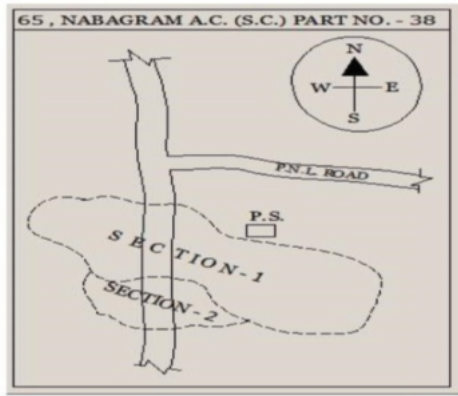 65, NABAGRAM A.C. (S.C.) PART NO. - 38
N
W E
S
P.N.L. ROAD
P.S.
SECTION-1
SECTION - 2